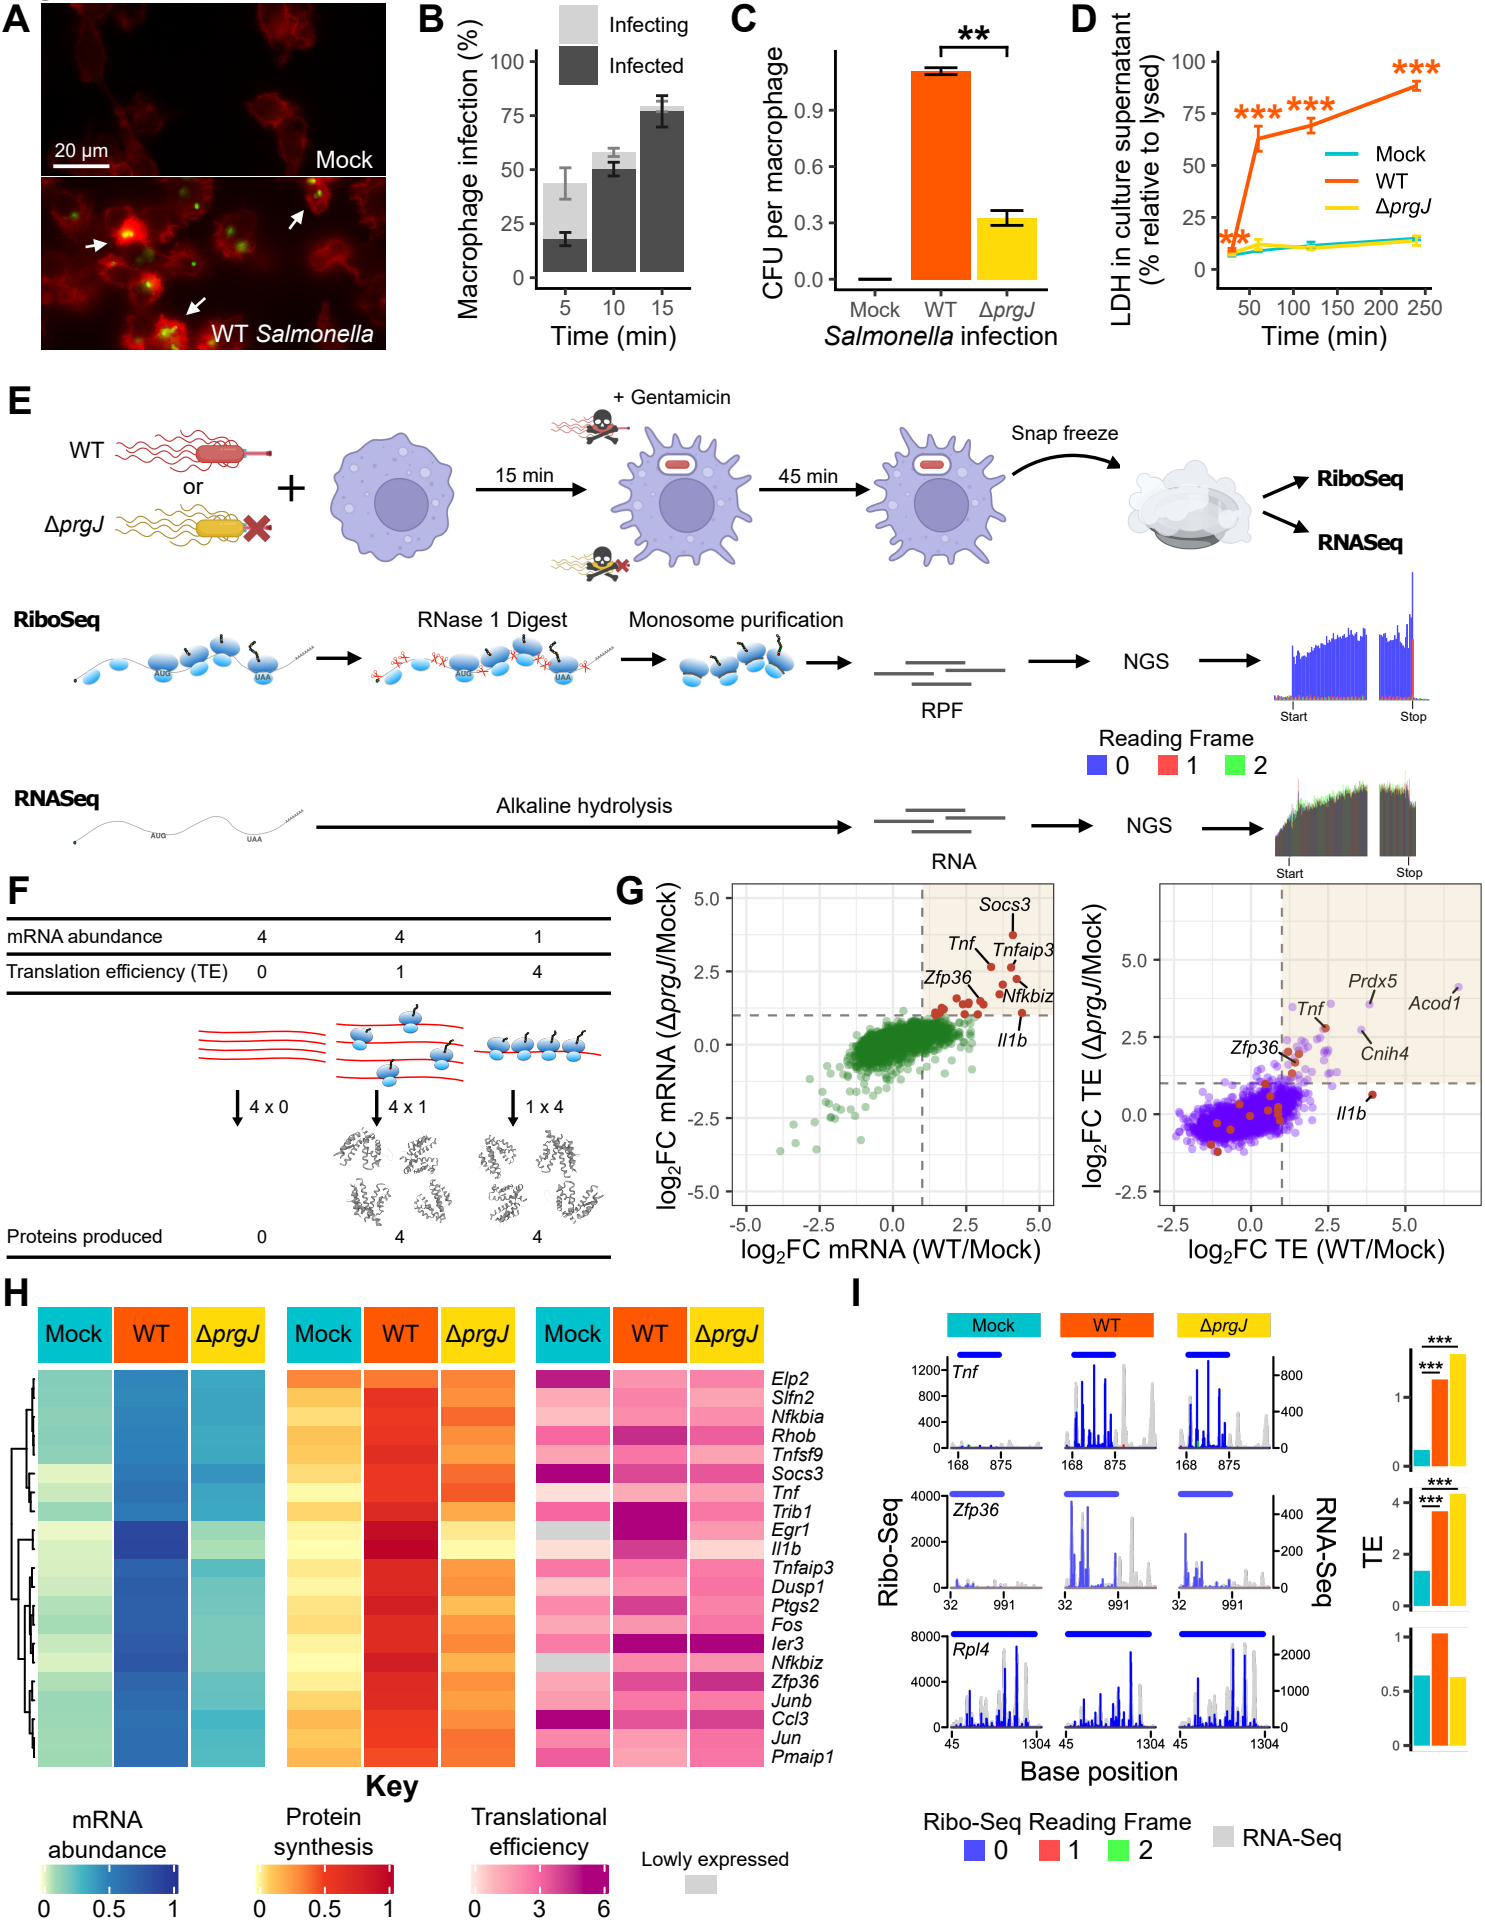 A
20 μm
Mock
WT Salmonella
B
Macrophage infection (%)
Infecting
Infected
100
75
50
25
0
5 10 15
Time (min)
C
CFU per macrophage
**
0.9
0.6
0.3
0.0
Mock WT ΔprgJ
Salmonella infection
D
LDH in culture supernatant
(% relative to lysed)
100
75
50
25
0
**
***
***
***
Mock
WT
ΔprgJ
50 100 150 200 250
Time (min)
E
WT
or
ΔprgJ
+
15 min
+ Gentamicin
45 min
Snap freeze
RiboSeq
RNASeq
RiboSeq
AUG
UAA
RNase 1 Digest
AUG
UAA
Monosome purification
RPF
NGS
Start
Stop
Reading Frame
0 1 2
RNASeq
AUG
UAA
Alkaline hydrolysis
RNA
NGS
Start
Stop
F
mRNA abundance 4 4 1
Translation efficiency (TE) 0 1 4
4 x 0
4 x 1
1 x 4
Proteins produced 0 4 4
G
log2FC mRNA (ΔprgJ/Mock)
5.0
2.5
0.0
-2.5
-5.0
Socs3
Tnf
Tnfaip3
Zfp36
Nfkbiz
Il1b
-5.0 -2.5 0.0 2.5 5.0
log2FC mRNA (WT/Mock)
log2FC TE (ΔprgJ/Mock)
5.0
2.5
0.0
-2.5
Prdx5
Acod1
Tnf
Zfp36
Cnih4
Il1b
-2.5 0.0 2.5 5.0
log2FC TE (WT/Mock)
H
Mock WT ΔprgJ
Mock WT ΔprgJ
Mock WT ΔprgJ
Elp2
Slfn2
Nfkbia
Rhob
Tnfsf9
Socs3
Tnf
Trib1
Egr1
Il1b
Tnfaip3
Dusp1
Ptgs2
Fos
Ier3
Nfkbiz
Zfp36
Junb
Ccl3
Jun
Pmaip1
Key
mRNA
abundance
0 0.5 1
Protein
synthesis
0 0.5 1
Translational
efficiency
0 3 6
Lowly expressed
I
Mock WT ΔprgJ
Ribo-Seq
RNA-Seq
TE
Tnf
1200
800
400
0
168 875
168 875
168 875
800
400
0
***
***
1
0
Zfp36
4000
2000
0
32 991
32 991
32 991
400
200
0
***
***
4
2
0
Rpl4
8000
4000
0
45 1304
45 1304
45 1304
2000
1000
0
1
0.5
0
Base position
Ribo-Seq Reading Frame
0 1 2
RNA-Seq